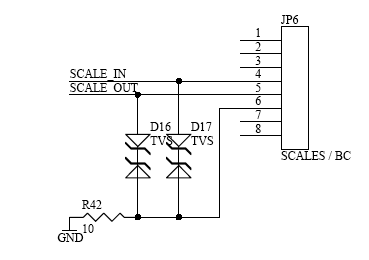 JP6
1
2
3
SCALE_IN
4
SCALE_OUT
5
6
D16
D17
7
TVS
TVS
8
SCALES / BC
R42
10
GND